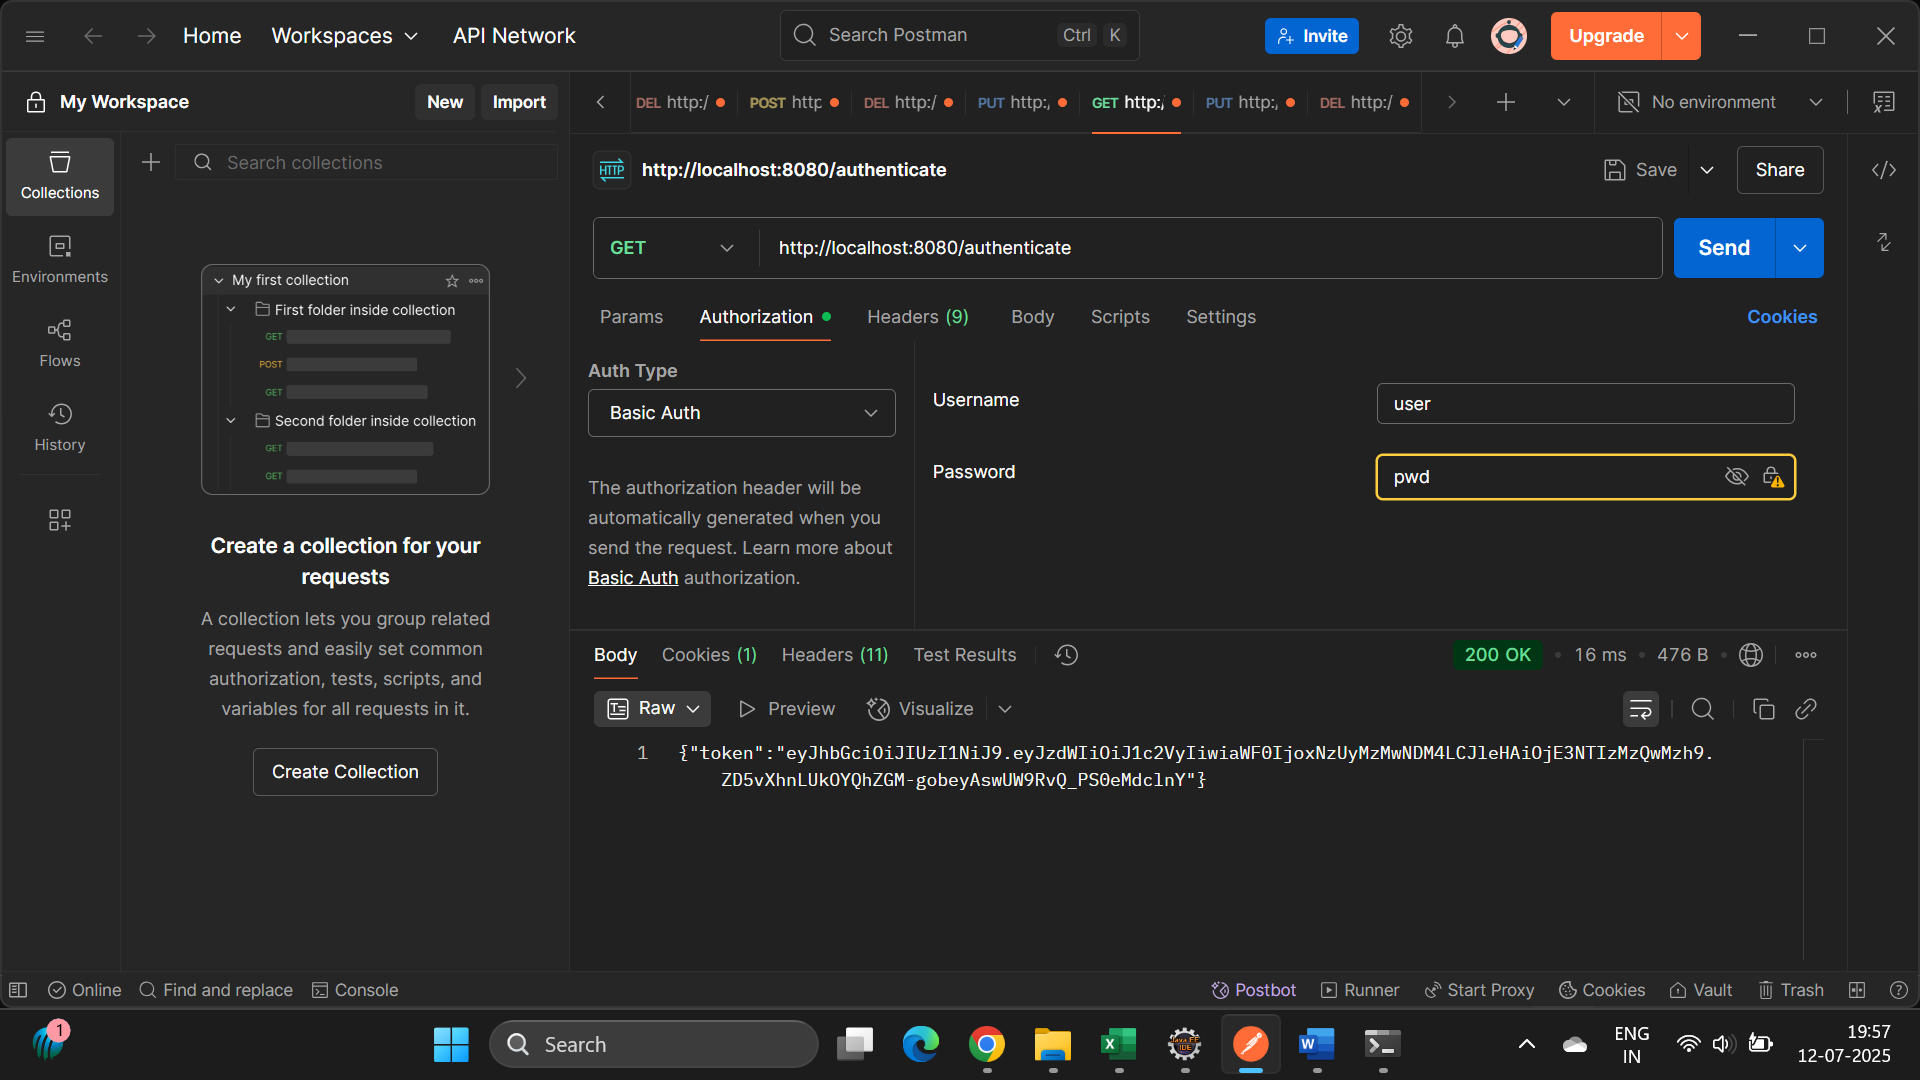 Home
Workspaces
API Network
Search Postman
Ctrl
K
Invite
Upgrade
My Workspace
New
Import
DEL http:/
POST http
DEL http:/
PUT http:/
GET http:/
PUT http:/
DEL http:/
No environment
Collections
Environments
Flows
History
Search collections
My first collection
First folder inside collection
GET
POST
GET
Second folder inside collection
GET
GET
Create a collection for your
requests
A collection lets you group related
requests and easily set common
authorization, tests, scripts, and
variables for all requests in it.
Create Collection
HTTP
http://localhost:8080/authenticate
Save
Share
GET
http://localhost:8080/authenticate
Send
Params
Authorization
Headers (9)
Body
Scripts
Settings
Cookies
Auth Type
Basic Auth
The authorization header will be
automatically generated when you
send the request. Learn more about
Basic Auth authorization.
Username
user
Password
pwd
Body
Cookies (1)
Headers (11)
Test Results
200 OK
16 ms
476 B
Raw
Preview
Visualize
1
{"token":"eyJhbGciOiJIUzI1NiJ9.eyJzdWIiOiJ1c2VyIiwiaWF0IjoxNzUyMzMwNDM4LCJleHAiOjE3NTIzMzQwMzh9.
ZD5vXhnLUkOYQhZGM-gobeyAswUW9RvQ_PS0eMdclnY"}
Online
Find and replace
Console
Postbot
Runner
Start Proxy
Cookies
Vault
Trash
1
Search
ENG
IN
19:57
12-07-2025